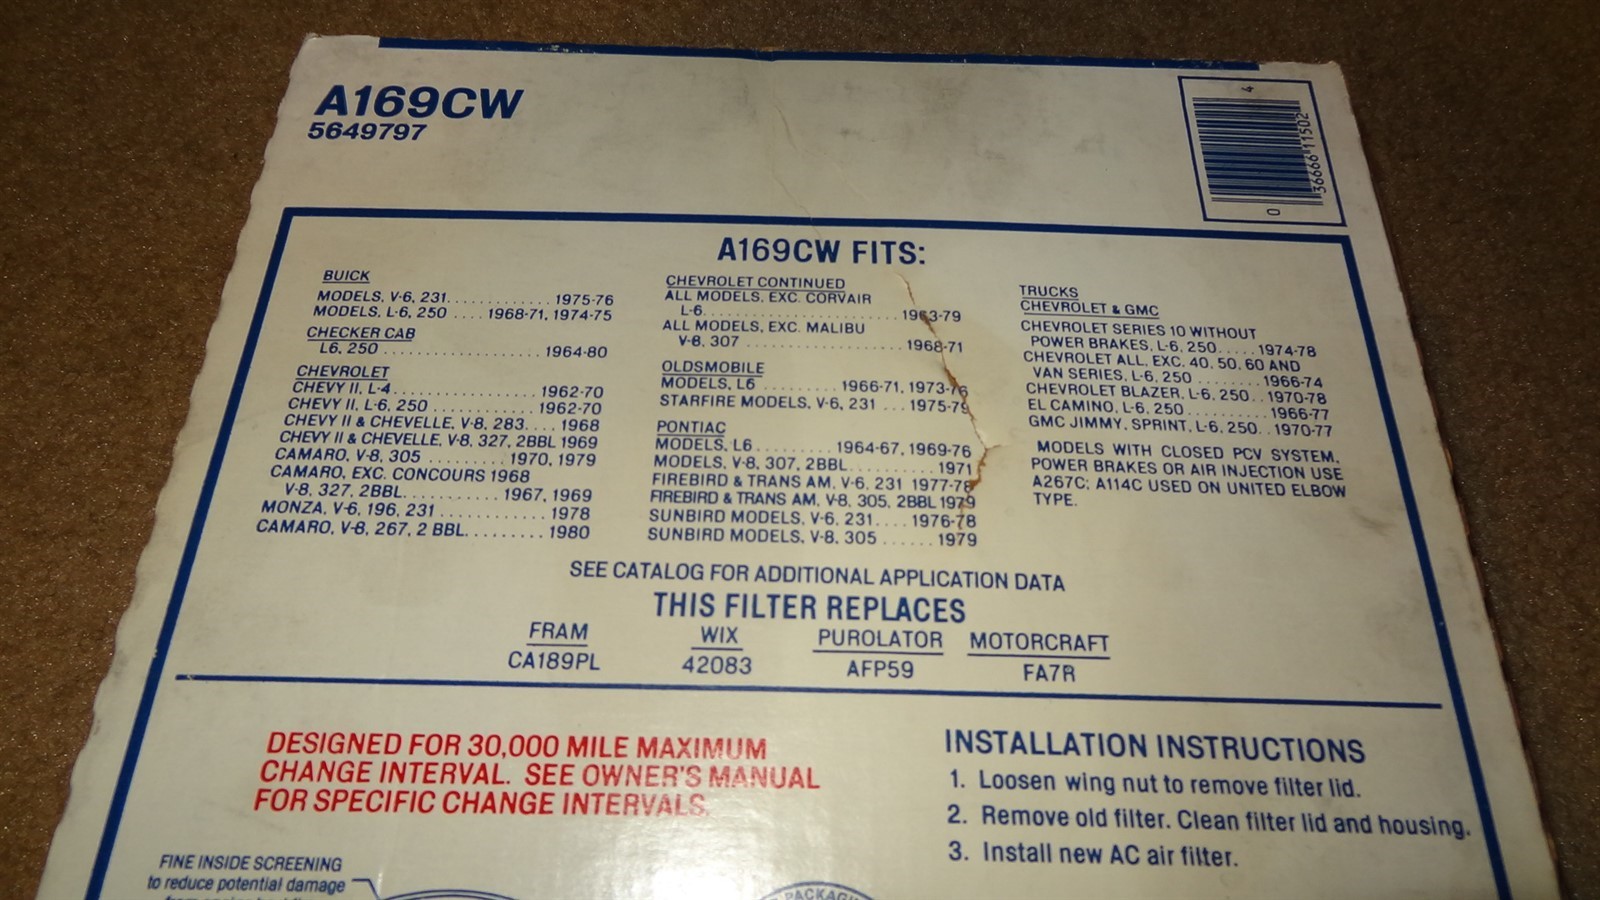 A169CW
5649797
4
36666 11502
0
A169CW FITS:
BUICK
MODELS, V-6, 231............ 1975-76
MODELS, L-6, 250 .... 1968-71, 1974-75
CHECKER CAB
L6, 250 ................... 1964-80
CHEVROLET
CHEVY II, L-4................. 1962-70
CHEVY II, L-6, 250 ............. 1962-70
CHEVY II & CHEVELLE, V-8, 283.... 1968
CHEVY II & CHEVELLE, V-8, 327, 2BBL 1969
CAMARO, V-8, 305 ......... 1970, 1979
CAMARO, EXC. CONCOURS 1968
V-8, 327, 2BBL........... 1967, 1969
MONZA, V-6, 196, 231 ............ 1978
CAMARO, V-8, 267, 2 BBL......... 1980
CHEVROLET CONTINUED
ALL MODELS, EXC. CORVAIR
L-6....................... 1963-79
ALL MODELS, EXC. MALIBU
V-8, 307 ................... 1968-71
OLDSMOBILE
MODELS, L6 ......... 1966-71, 1973-76
STARFIRE MODELS, V-6, 231 ... 1975-79
PONTIAC
MODELS, L6 ......... 1964-67, 1969-76
MODELS, V-8, 307, 2BBL........... 1971
FIREBIRD & TRANS AM, V-6, 231 1977-78
FIREBIRD & TRANS AM, V-8, 305, 2BBL 1979
SUNBIRD MODELS, V-6, 231.... 1976-78
SUNBIRD MODELS, V-8, 305 ...... 1979
TRUCKS
CHEVROLET & GMC
CHEVROLET SERIES 10 WITHOUT
POWER BRAKES, L-6, 250..... 1974-78
CHEVROLET ALL, EXC. 40, 50, 60 AND
VAN SERIES, L-6, 250 ........ 1966-74
CHEVROLET BLAZER, L-6, 250.. 1970-78
EL CAMINO, L-6, 250........... 1966-77
GMC JIMMY, SPRINT, L-6, 250.. 1970-77
MODELS WITH CLOSED PCV SYSTEM,
POWER BRAKES OR AIR INJECTION USE
A267C; A114C USED ON UNITED ELBOW
TYPE.
SEE CATALOG FOR ADDITIONAL APPLICATION DATA
THIS FILTER REPLACES
FRAM WIX PUROLATOR MOTORCRAFT
CA189PL 42083 AFP59 FA7R
DESIGNED FOR 30,000 MILE MAXIMUM
CHANGE INTERVAL. SEE OWNER'S MANUAL
FOR SPECIFIC CHANGE INTERVALS.
INSTALLATION INSTRUCTIONS
1. Loosen wing nut to remove filter lid.
2. Remove old filter. Clean filter lid and housing.
3. Install new AC air filter.
FINE INSIDE SCREENING
to reduce potential damage